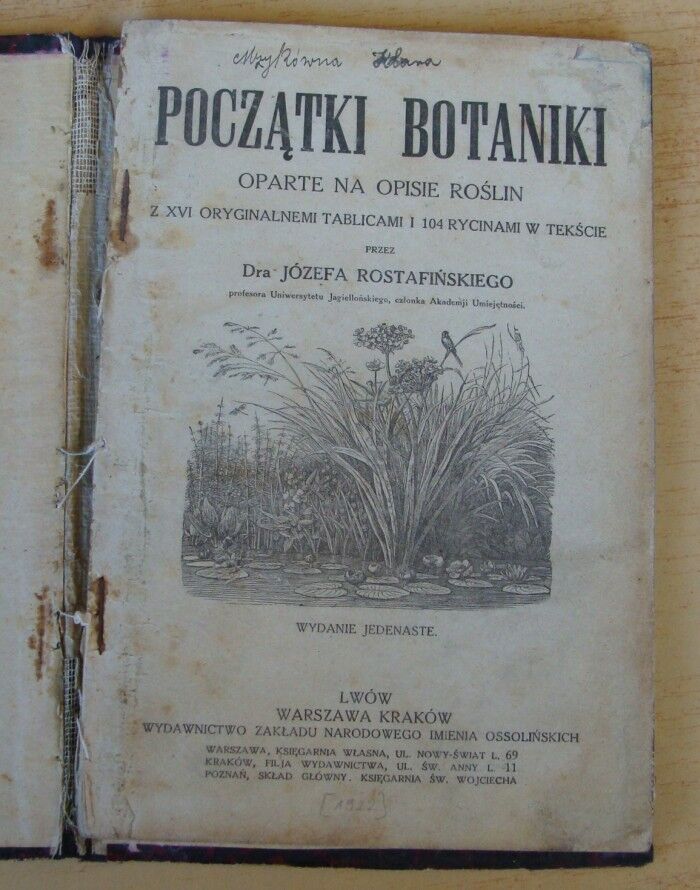 Mzykówna Klara
POCZĄTKI BOTANIKI
OPARTE NA OPISIE ROŚLIN
Z XVI ORYGINALNEMI TABLICAMI I 104 RYCINAMI W TEKŚCIE
PRZEZ
Dra JÓZEFA ROSTAFIŃSKIEGO
profesora Uniwersytetu Jagiellońskiego, członka Akademji Umiejętności.
WYDANIE JEDENASTE.
LWÓW
WARSZAWA KRAKÓW
WYDAWNICTWO ZAKŁADU NARODOWEGO IMIENIA OSSOLIŃSKICH
WARSZAWA, KSIĘGARNIA WŁASNA, UL. NOWY-ŚWIAT L. 69
KRAKÓW, FILJA WYDAWNICTWA, UL. ŚW. ANNY L. 11
POZNAŃ, SKŁAD GŁÓWNY. KSIĘGARNIA ŚW. WOJCIECHA